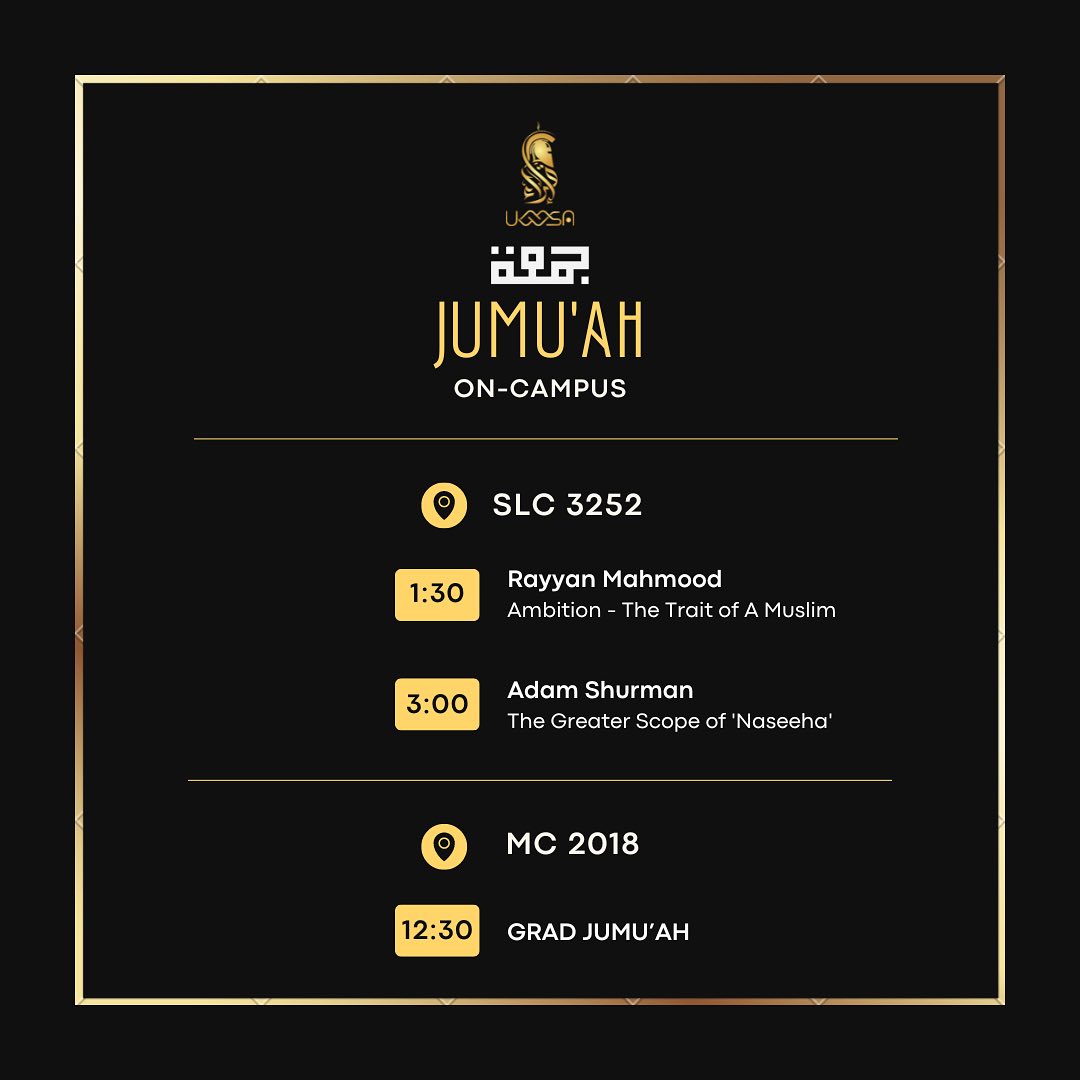 جمعة
JUMU'AH
ON-CAMPUS
SLC 3252
1:30
Rayyan Mahmood
Ambition - The Trait of A Muslim
3:00
Adam Shurman
The Greater Scope of 'Naseeha'
MC 2018
12:30
GRAD JUMU’AH